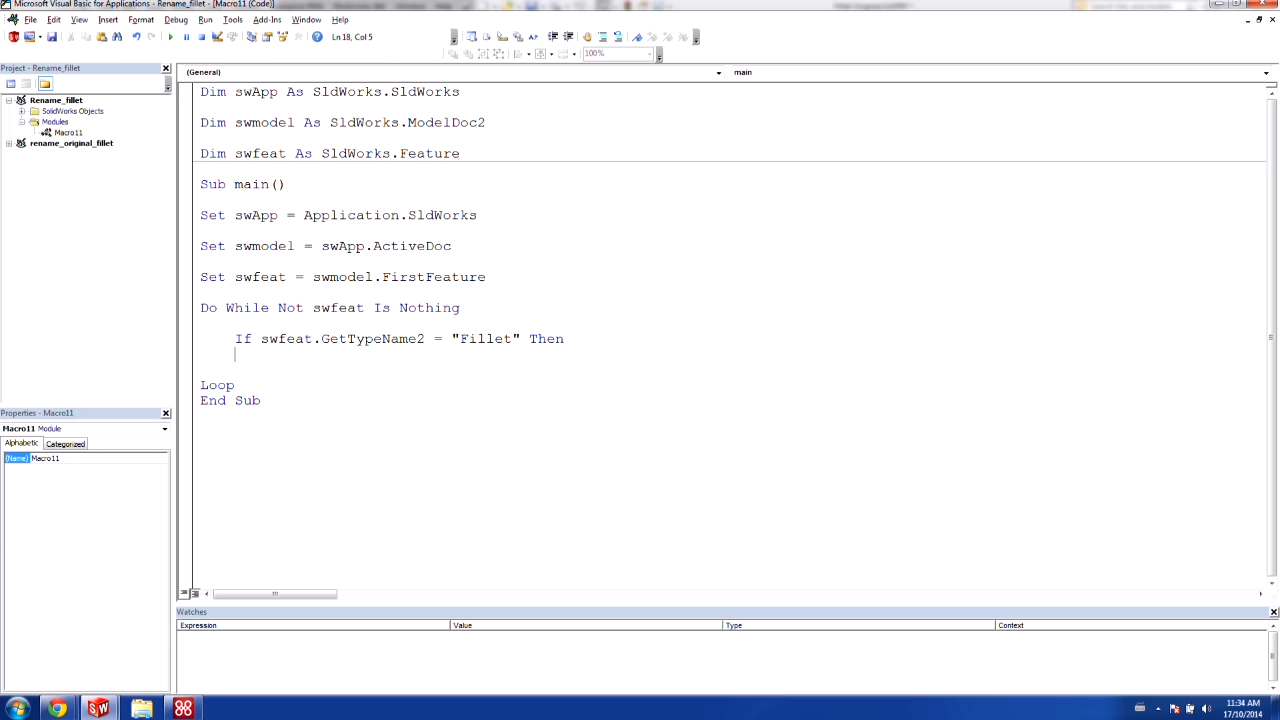 Microsoft Visual Basic for Applications - Rename_fillet - [Macro11 (Code)]
File Edit View Insert Format Debug Run Tools Add-Ins Window Help
Ln 18, Col 5
100%
Project - Rename_fillet
Rename_fillet
SolidWorks Objects
Modules
Macro11
rename_original_fillet
Properties - Macro11
Macro11 Module
Alphabetic Categorized
(Name) Macro11
(General) main
Dim swApp As SldWorks.SldWorks
Dim swmodel As SldWorks.ModelDoc2
Dim swfeat As SldWorks.Feature
Sub main()
Set swApp = Application.SldWorks
Set swmodel = swApp.ActiveDoc
Set swfeat = swmodel.FirstFeature
Do While Not swfeat Is Nothing
If swfeat.GetTypeName2 = "Fillet" Then
Loop
End Sub
Watches
Expression Value Type Context
11:34 AM
17/10/2014